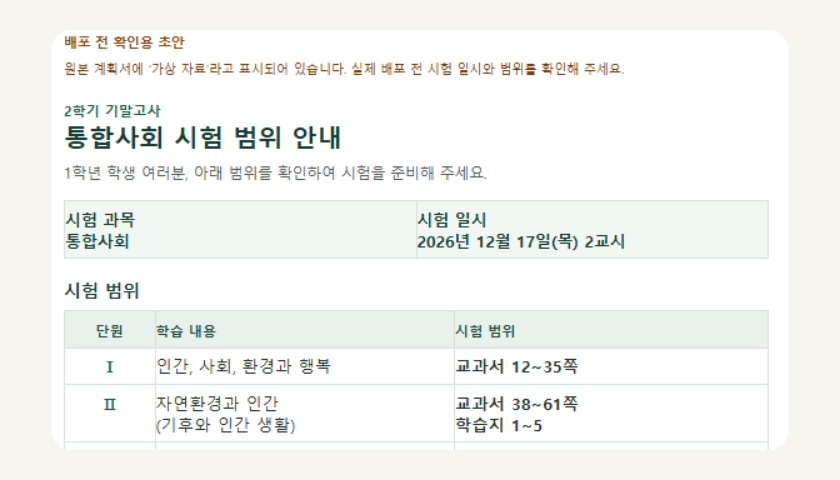 배포 전 확인용 초안
원본 계획서에 '가상 자료'라고 표시되어 있습니다. 실제 배포 전 시험 일시와 범위를 확인해 주세요.
2학기 기말고사
통합사회 시험 범위 안내
1학년 학생 여러분, 아래 범위를 확인하여 시험을 준비해 주세요.
시험 과목
통합사회
시험 일시
2026년 12월 17일(목) 2교시
시험 범위
단원 학습 내용 시험 범위
Ⅰ 인간, 사회, 환경과 행복 교과서 12~35쪽
Ⅱ 자연환경과 인간 교과서 38~61쪽
(기후와 인간 생활) 학습지 1~5